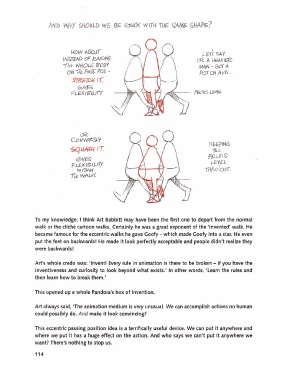 AND WHY SHOULD WE BE STUCK WITH THE SAME SHAPE?
HOW ABOUT
INSTEAD OF RAISING
THE WHOLE BODY
ON THE PASS POS -
STRETCH IT.
GIVES
FLEXIBILITY
LET'S SAY
IT'S A HEAVIER
MAN - GOT A
POT ON HIM.
PELVIS LEVEL
OR
CONVERSELY
SQUASH IT.
GIVES
FLEXIBILITY
WITHIN
THE WALK
KEEPING
THE
PELVIS
LEVEL
THRU'OUT.
To my knowledge, I think Art Babbitt may have been the first one to depart from the normal
walk or the cliché cartoon walks. Certainly he was a great exponent of the 'invented' walk. He
became famous for the eccentric walks he gave Goofy – which made Goofy into a star. He even
put the feet on backwards! He made it look perfectly acceptable and people didn't realise they
were backwards!
Art's whole credo was: 'Invent! Every rule in animation is there to be broken – if you have the
inventiveness and curiosity to look beyond what exists.' In other words, 'Learn the rules and
then learn how to break them.'
This opened up a whole Pandora's box of invention.
Art always said, 'The animation medium is very unusual. We can accomplish actions no human
could possibly do. And make it look convincing!'
This eccentric passing position idea is a terrifically useful device. We can put it anywhere and
where we put it has a huge effect on the action. And who says we can't put it anywhere we
want? There's nothing to stop us.
114